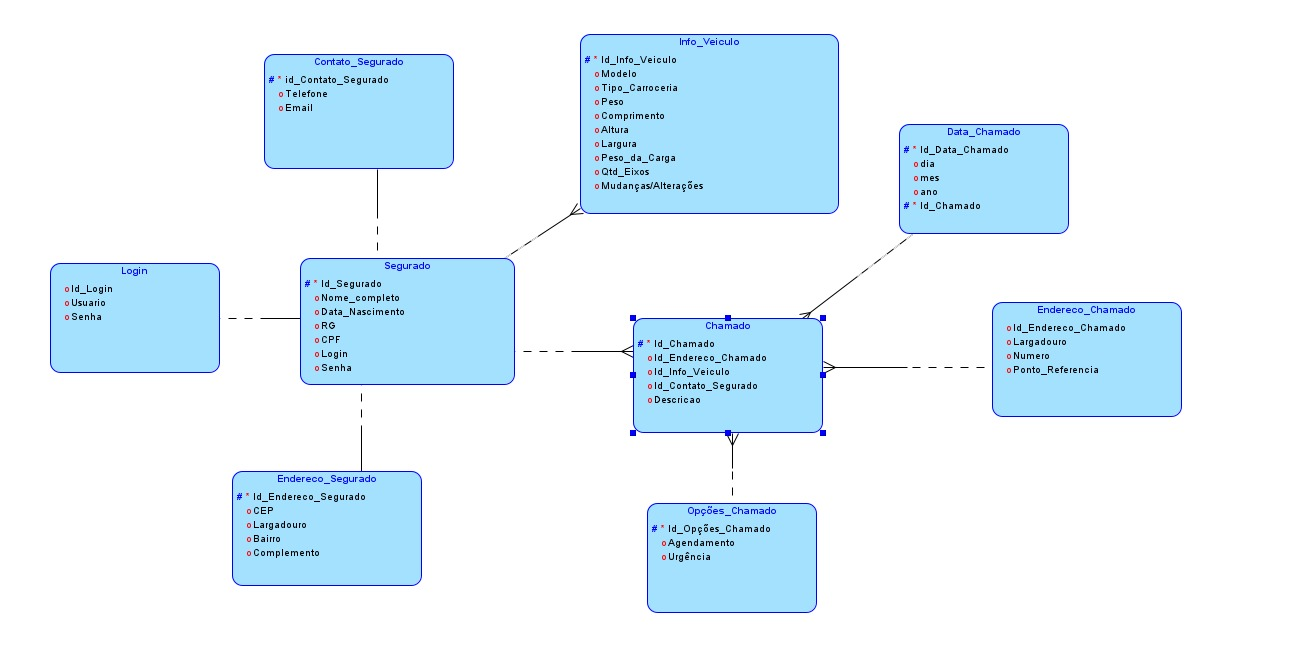 Contato_Segurado
# * id_Contato_Segurado
o Telefone
o Email
Info_Veiculo
# * Id_Info_Veiculo
o Modelo
o Tipo_Carroceria
o Peso
o Comprimento
o Altura
o Largura
o Peso_da_Carga
o Qtd_Eixos
o Mudanças/Alterações
Data_Chamado
# * Id_Data_Chamado
o dia
o mes
o ano
# * Id_Chamado
Login
o Id_Login
o Usuario
o Senha
Segurado
# * Id_Segurado
o Nome_completo
o Data_Nascimento
o RG
o CPF
o Login
o Senha
Chamado
# * Id_Chamado
o Id_Endereco_Chamado
o Id_Info_Veiculo
o Id_Contato_Segurado
o Descricao
Endereco_Chamado
o Id_Endereco_Chamado
o Largadouro
o Numero
o Ponto_Referencia
Endereco_Segurado
# * Id_Endereco_Segurado
o CEP
o Largadouro
o Bairro
o Complemento
Opções_Chamado
# * Id_Opções_Chamado
o Agendamento
o Urgência